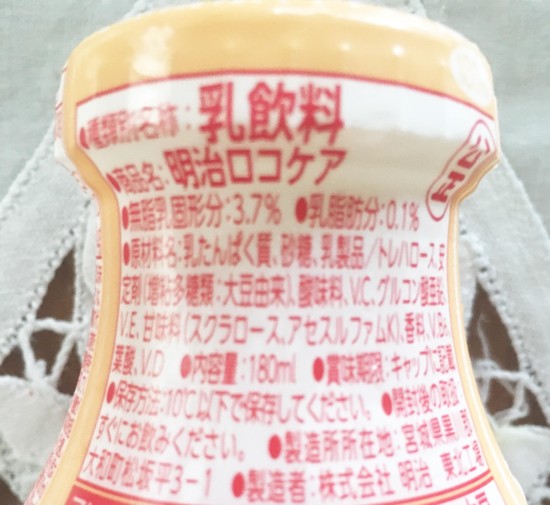 ●種類別名称：乳飲料
●商品名：明治ロコケア
●無脂乳固形分：3.7% ●乳脂肪分：0.1%
●原材料名：乳たんぱく質、砂糖、乳製品／トレハロース、安
定剤（増粘多糖類：大豆由来）、酸味料、V.C、グルコン酸亜鉛、
V.E、甘味料（スクラロース、アセスルファムK）、香料、V.B₆、
葉酸、V.D ●内容量：180ml ●賞味期限：キャップに記載
●保存方法：10℃以下で保存してください。 ●開封後の取扱
すぐにお飲みください。 ●製造所所在地：宮城県黒川郡
大和町松坂平3−1 ●製造者：株式会社 明治 東北工場